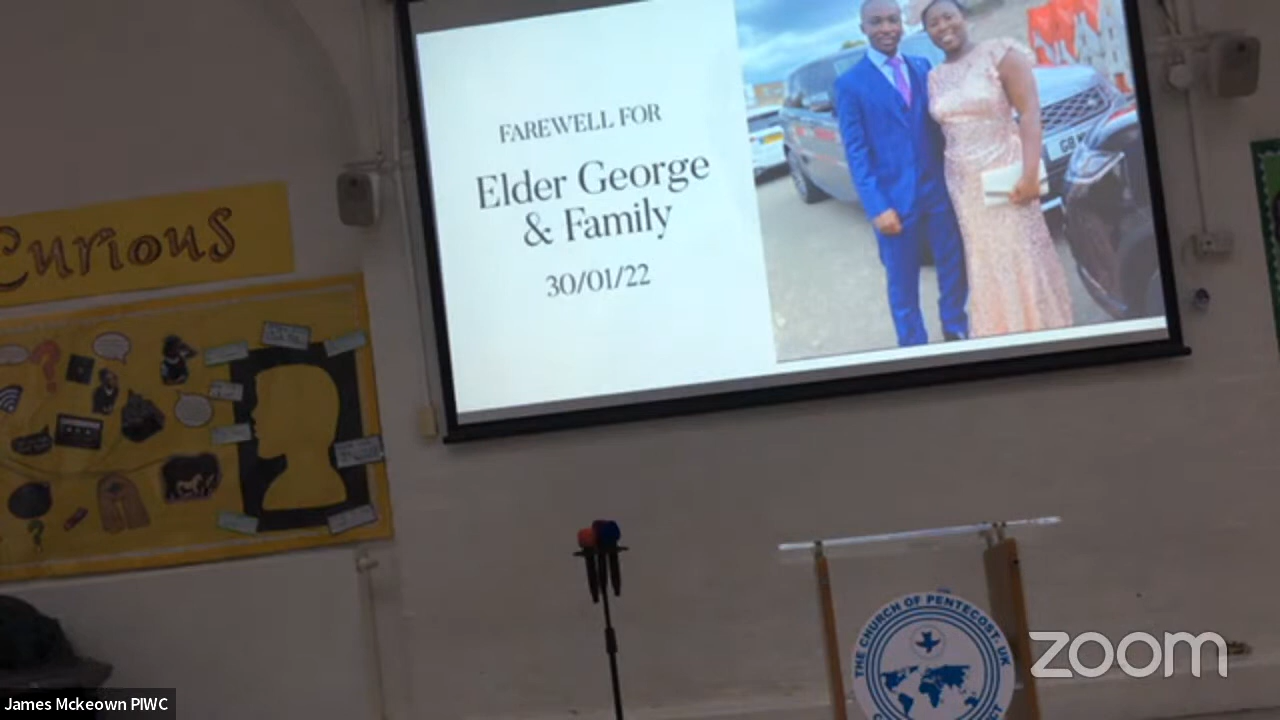 FAREWELL FOR
Elder George
& Family
30/01/22
Curious
THE CHURCH OF PENTECOST- UK
zoom
James Mckeown PIWC